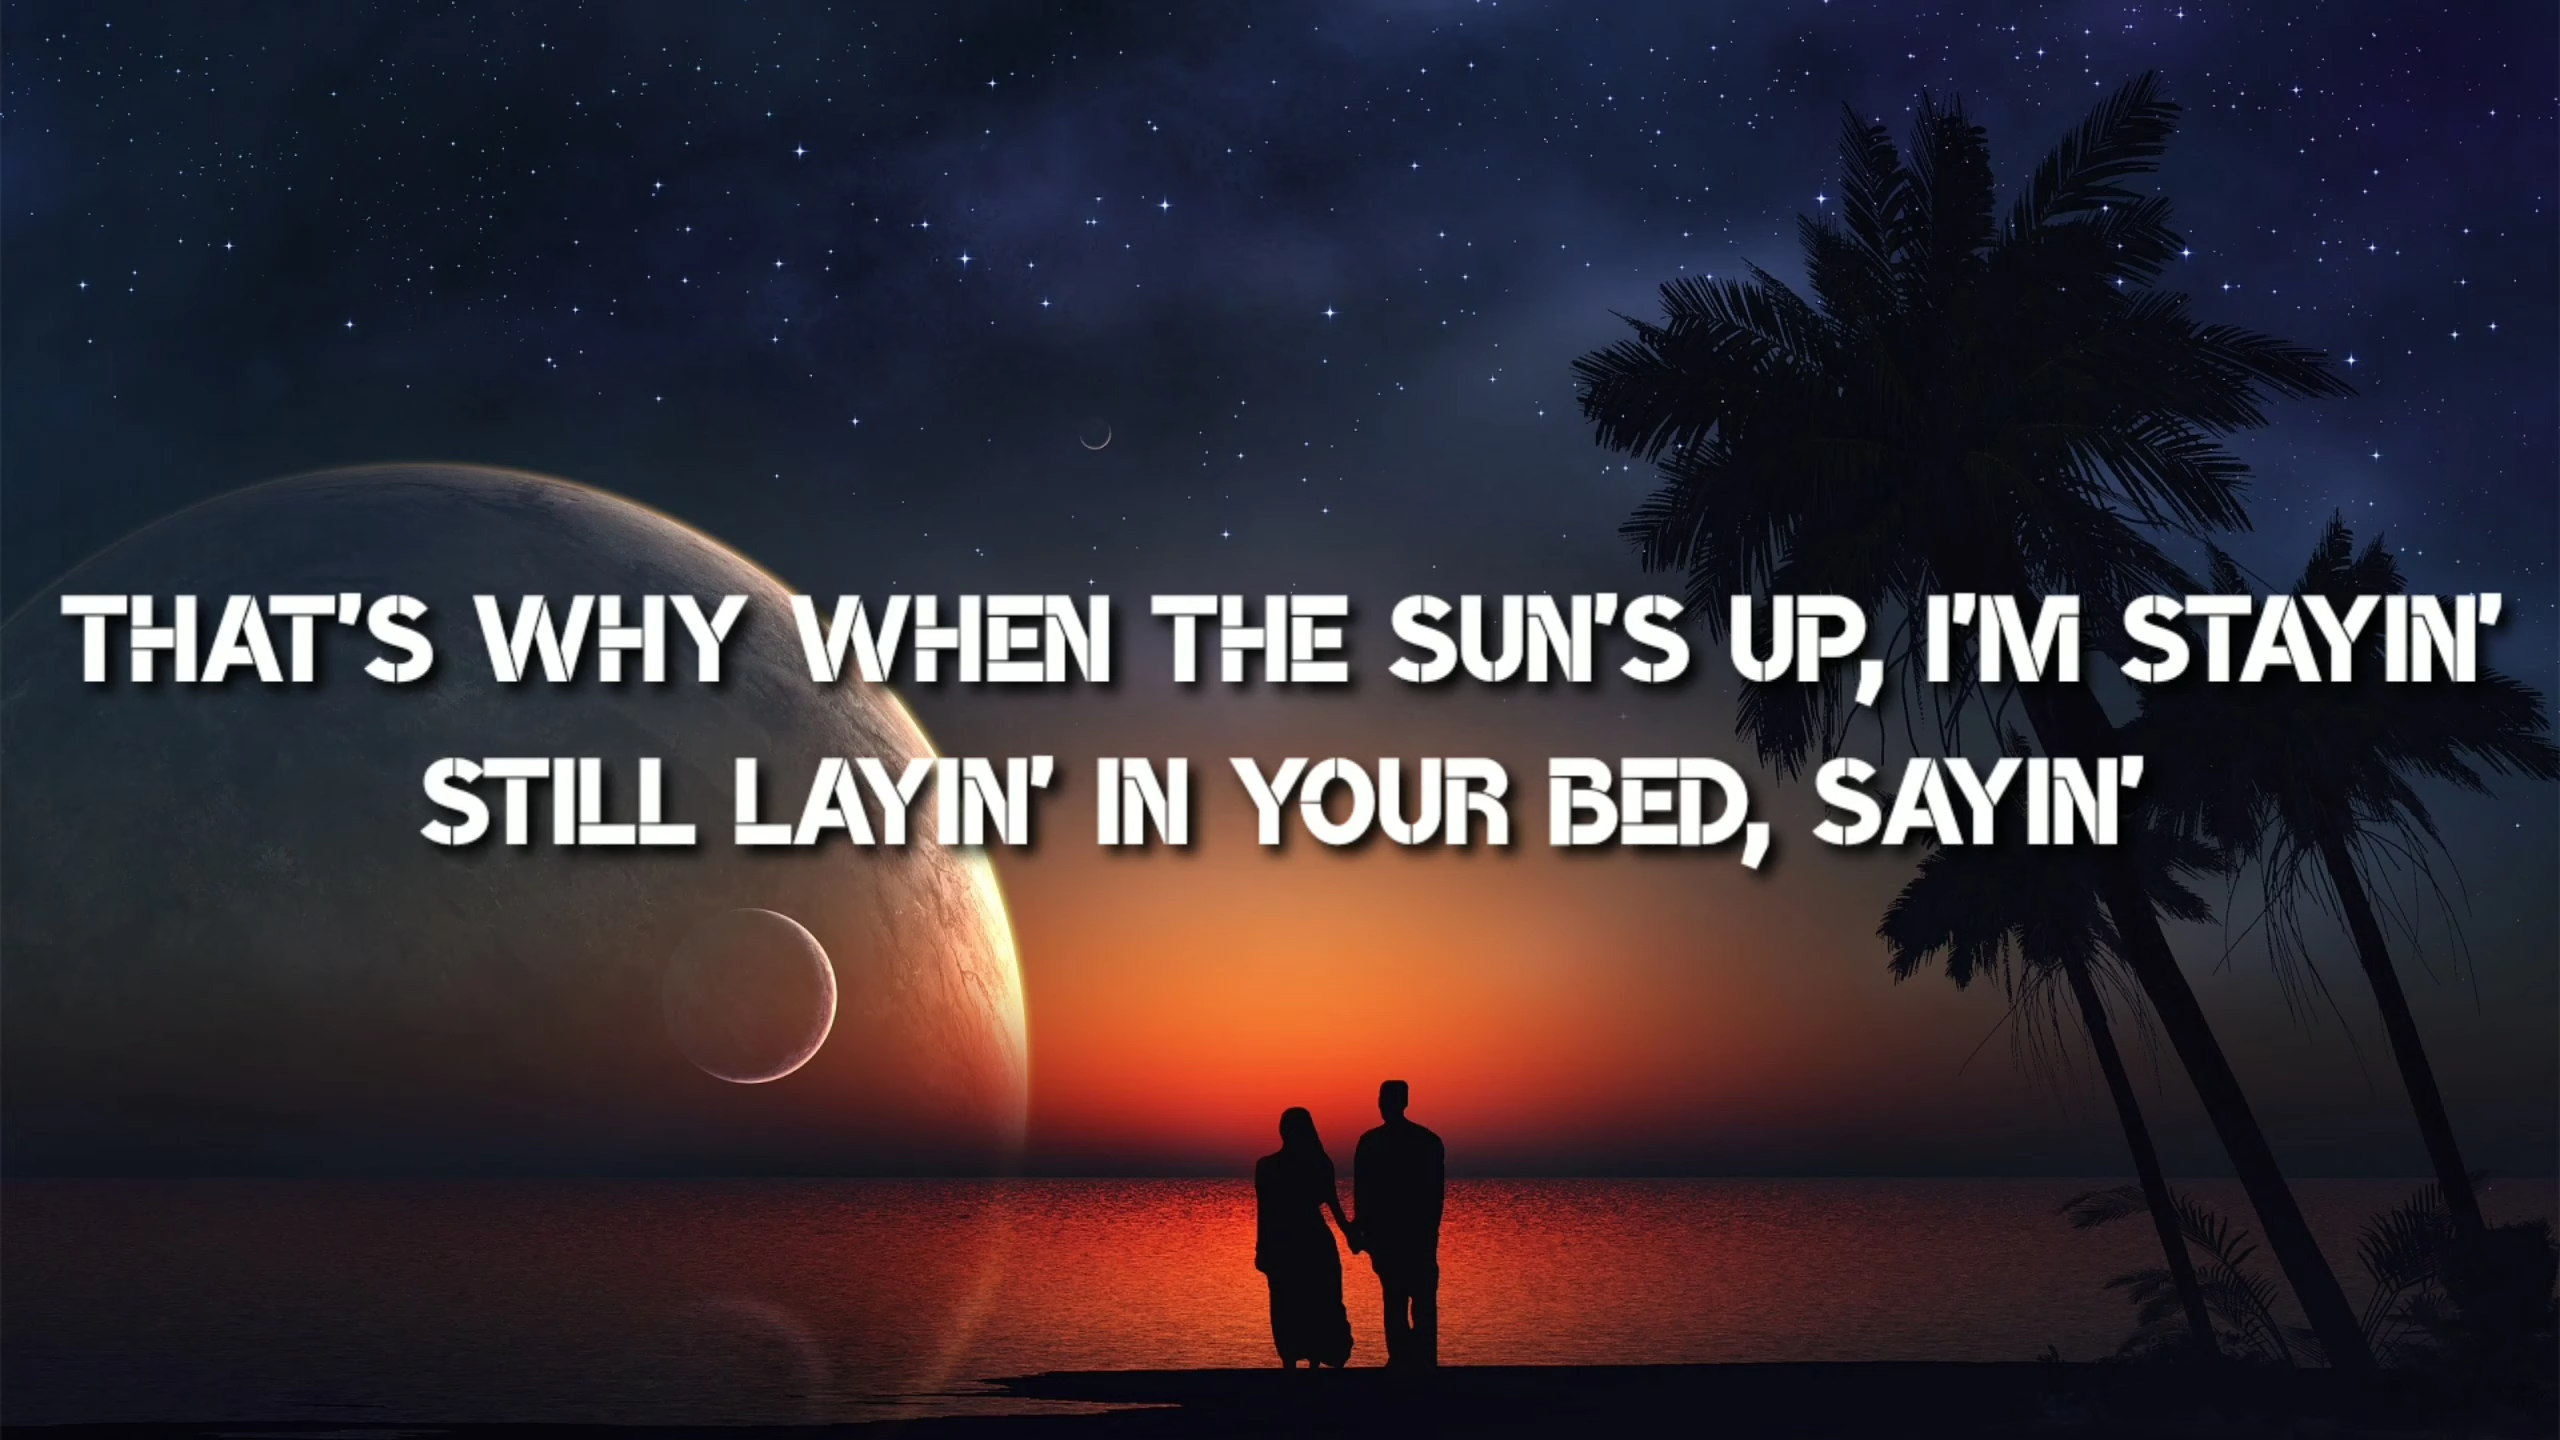 THAT'S WHY WHEN THE SUN'S UP, I'M STAYIN'
STILL LAYIN' IN YOUR BED, SAYIN'